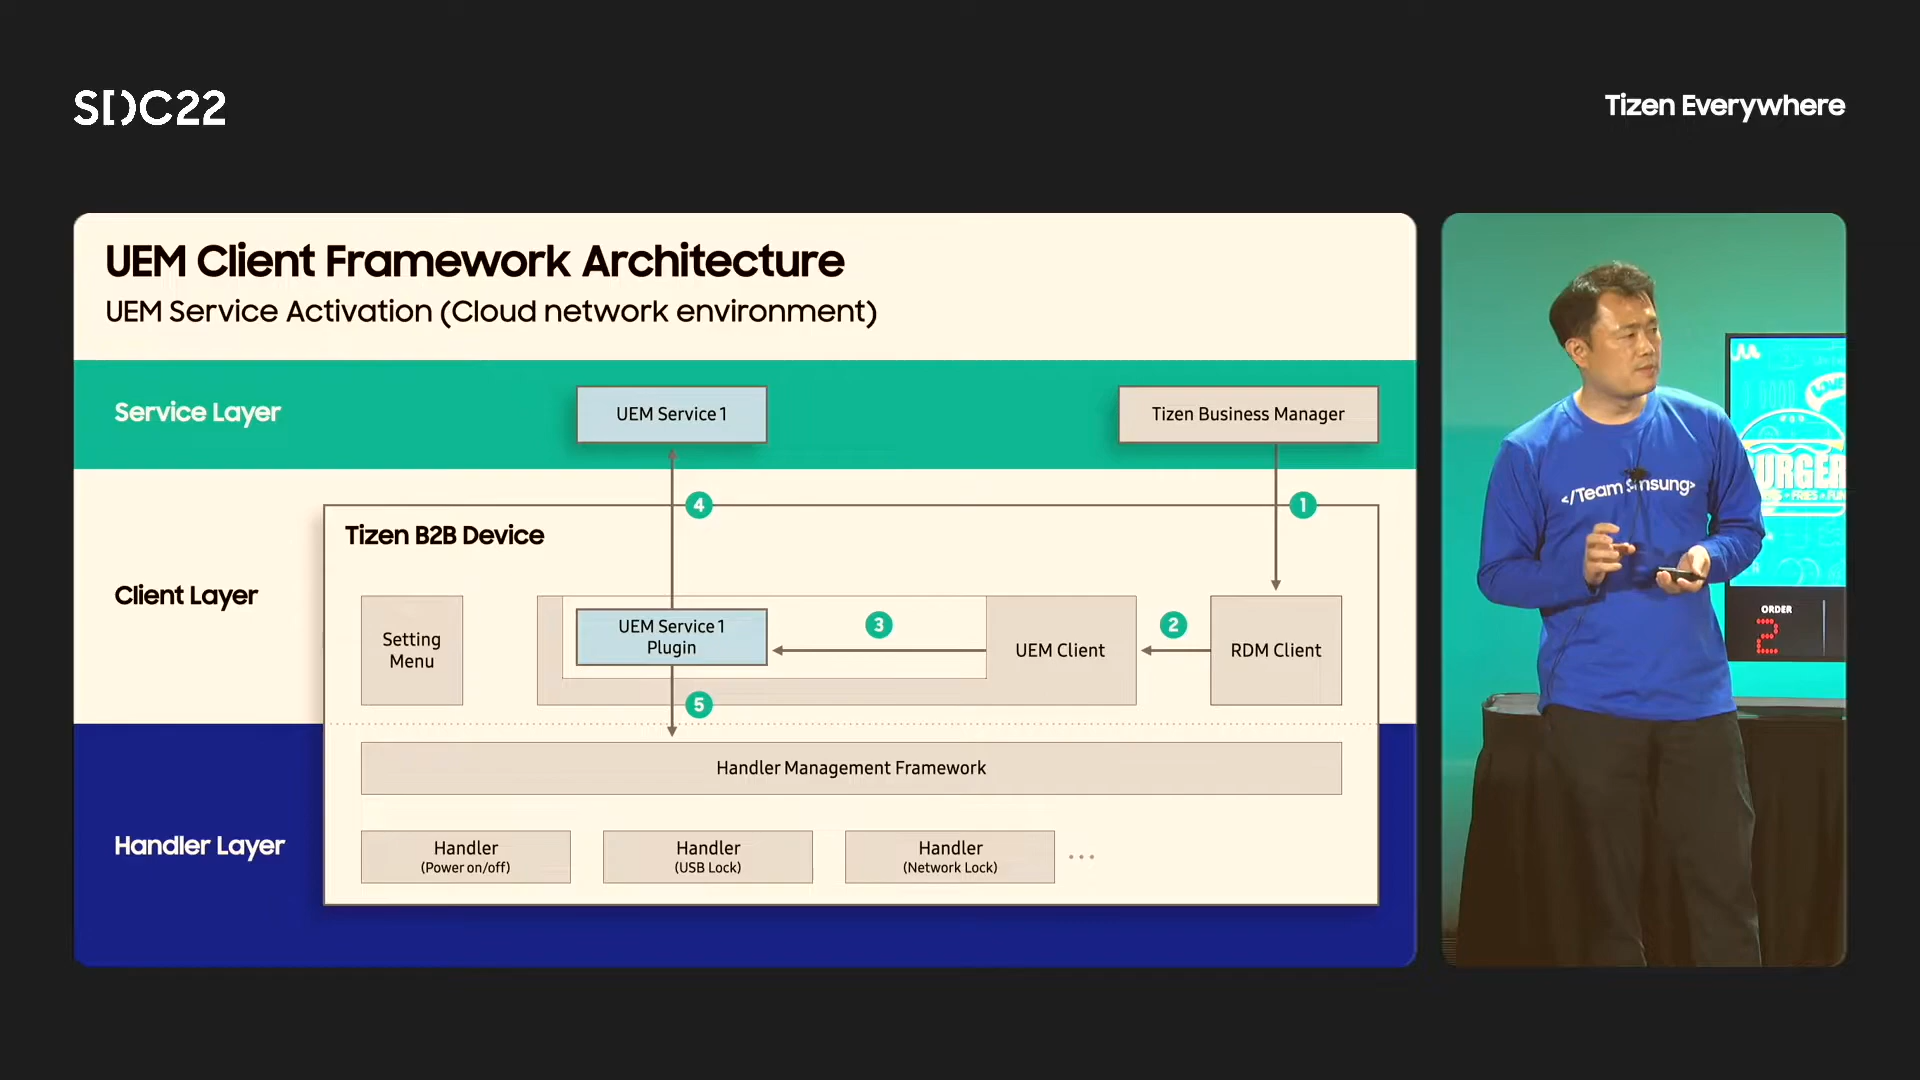 SDC22
Tizen Everywhere
UEM Client Framework Architecture
UEM Service Activation (Cloud network environment)
Service Layer
UEM Service 1
Tizen Business Manager
4
1
Tizen B2B Device
Client Layer
Setting
Menu
UEM Service 1
Plugin
3
UEM Client
2
RDM Client
5
Handler Management Framework
Handler Layer
Handler
(Power on/off)
Handler
(USB Lock)
Handler
(Network Lock)
...
</Team
ORDER
2